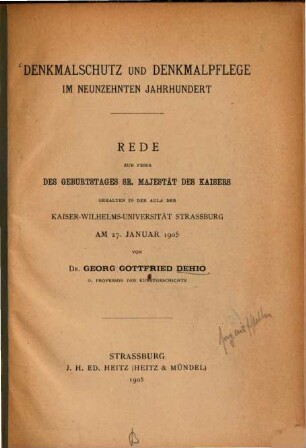 DENKMALSCHUTZ UND DENKMALPFLEGE
IM NEUNZEHNTEN JAHRHUNDERT
REDE
ZUR FEIER
DES GEBURTSTAGES SR. MAJESTÄT DES KAISERS
GEHALTEN IN DER AULA DER
KAISER-WILHELMS-UNIVERSITÄT STRASSBURG
AM 27. JANUAR 1905
VON
DR. GEORG GOTTFRIED DEHIO
O. PROFESSOR DER KUNSTGESCHICHTE
STRASSBURG
J. H. ED. HEITZ (HEITZ & MÜNDEL)
1905